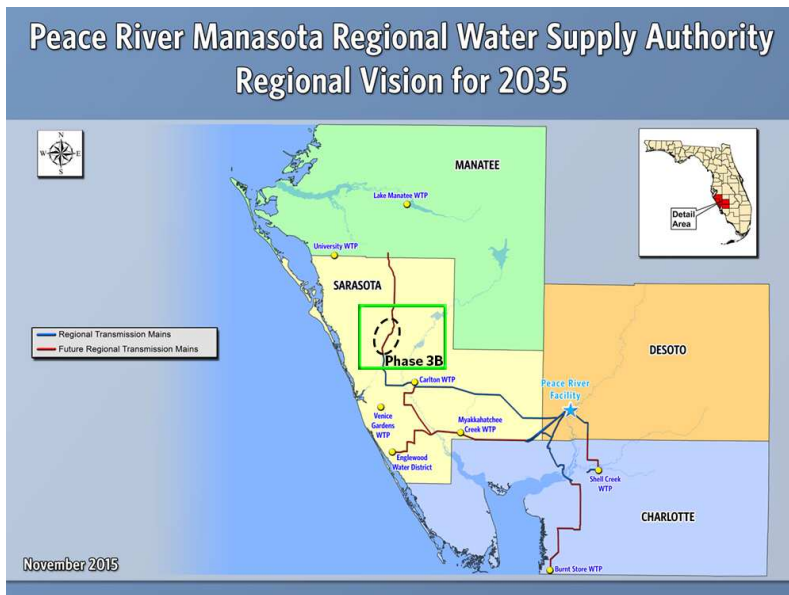 Peace River Manasota Regional Water Supply Authority
Regional Vision for 2035
N
W E
S
MANATEE
Lake Manatee WTP
University WTP
SARASOTA
Detail
Area
Regional Transmission Mains
Future Regional Transmission Mains
Phase 3B
DESOTO
Carlton WTP
Peace River
Facility
Venice
Gardens
WTP
Myakkahatchee
Creek WTP
Englewood
Water District
Shell Creek
WTP
CHARLOTTE
Burnt Store WTP
November 2015